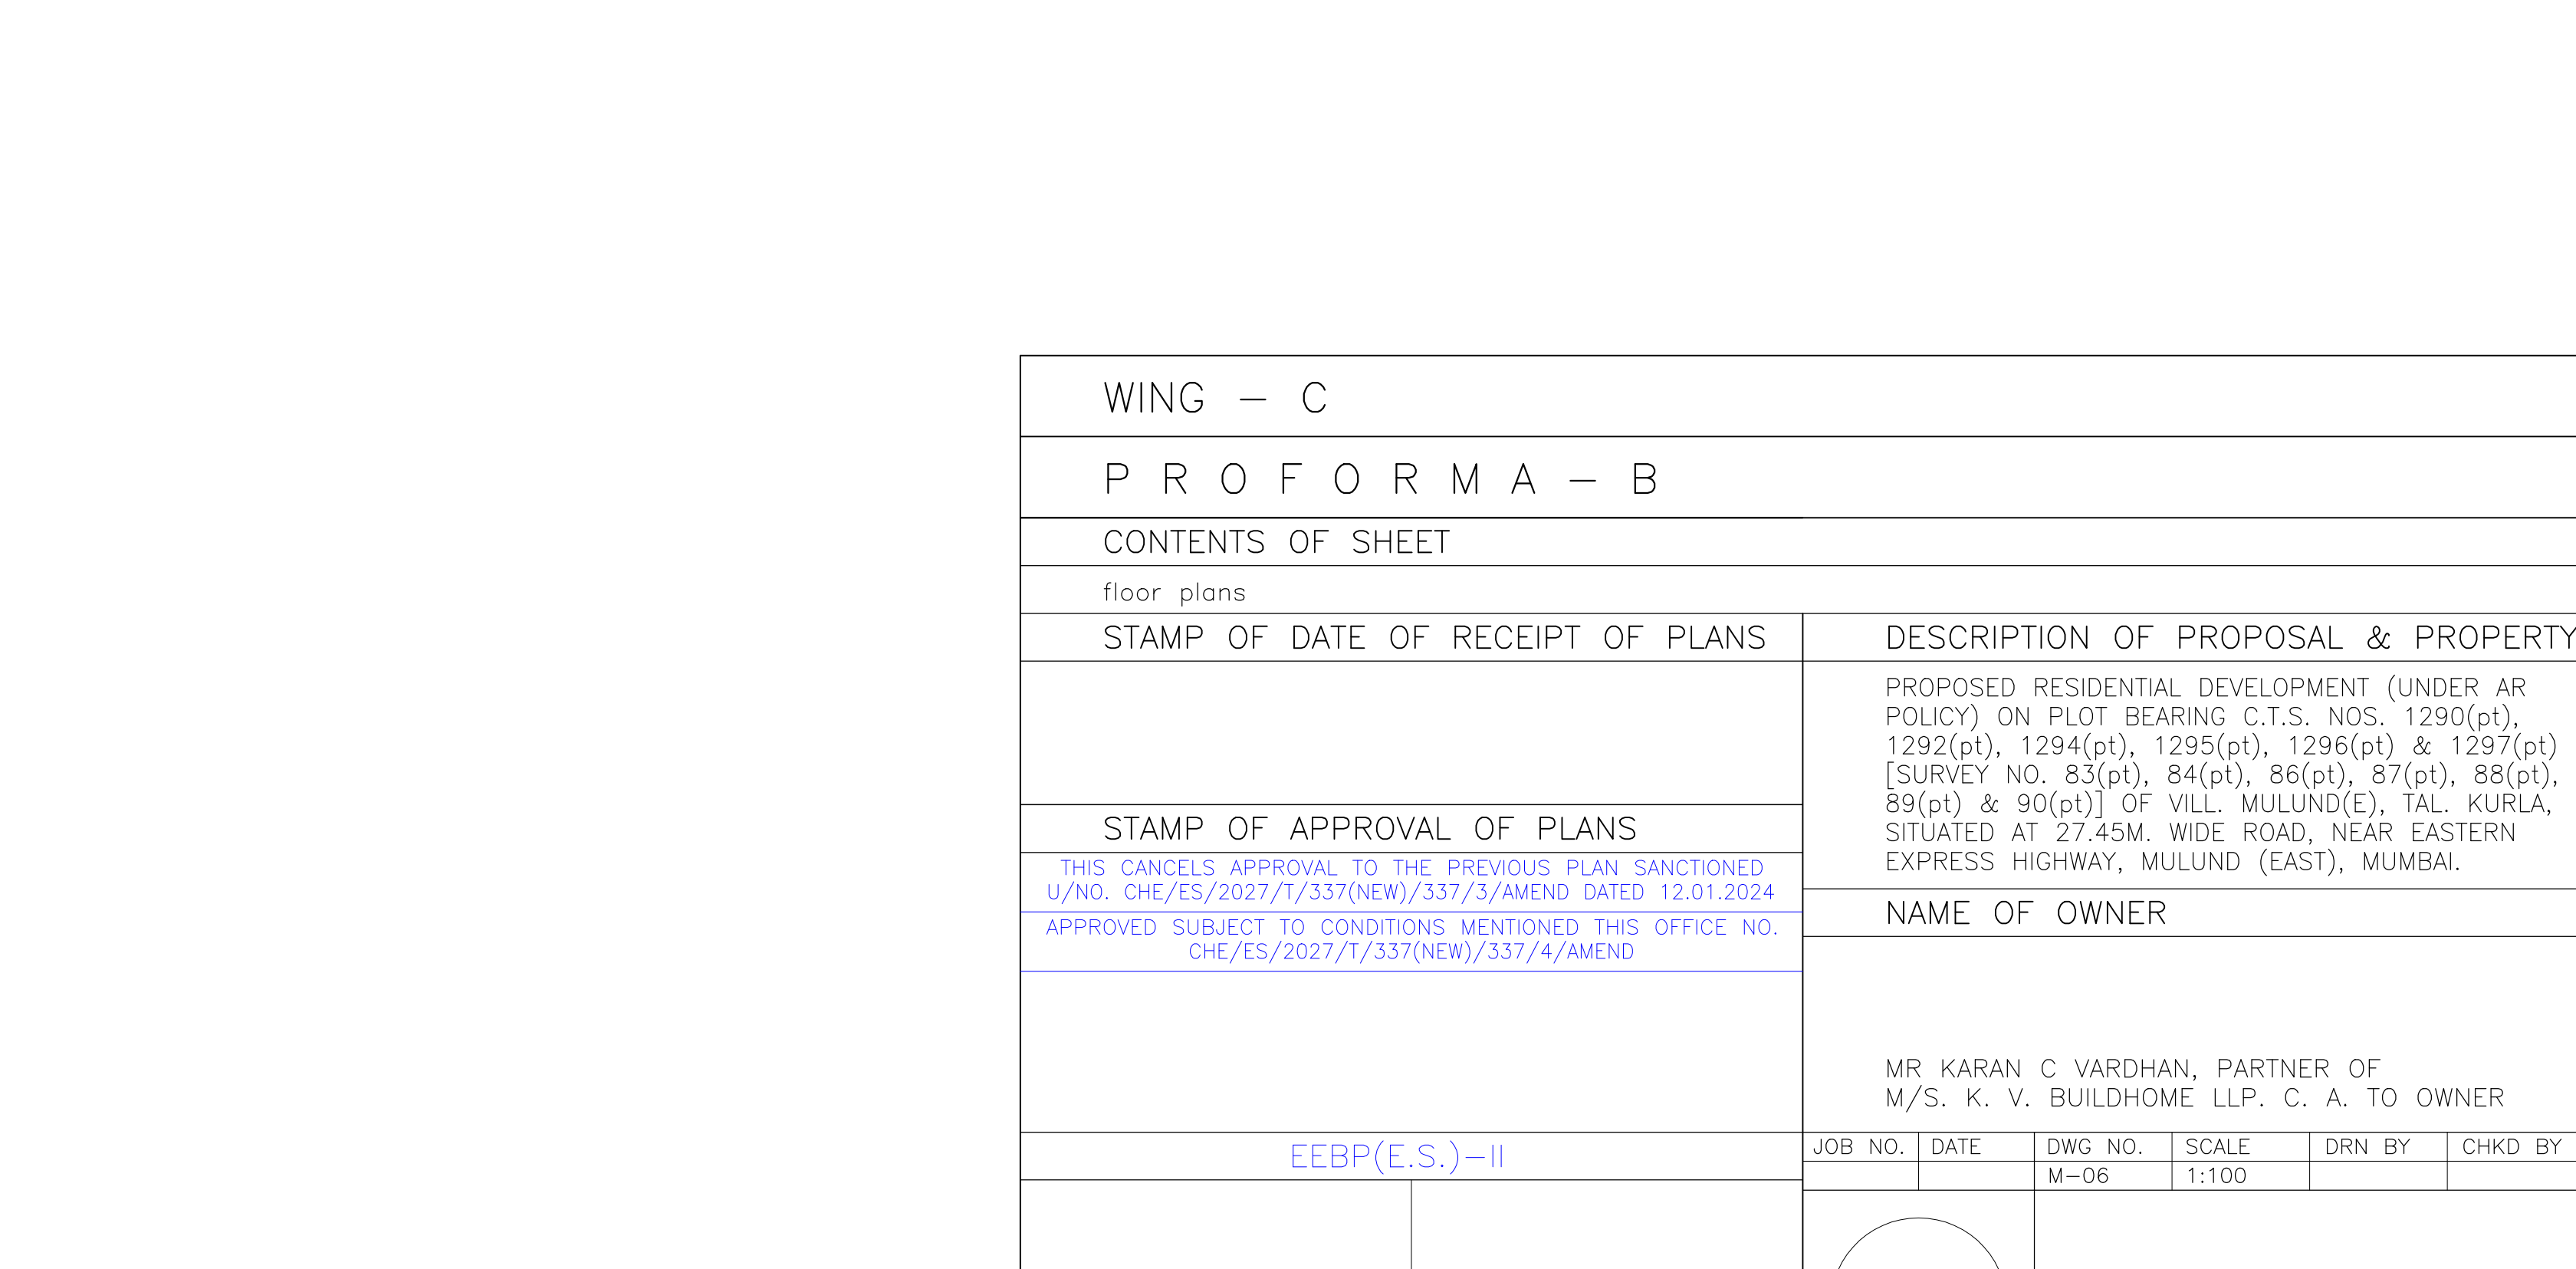 WING - C
P R O F O R M A - B
CONTENTS OF SHEET
floor plans
STAMP OF DATE OF RECEIPT OF PLANS
STAMP OF APPROVAL OF PLANS
THIS CANCELS APPROVAL TO THE PREVIOUS PLAN SANCTIONED
U/NO. CHE/ES/2027/T/337(NEW)/337/3/AMEND DATED 12.01.2024
APPROVED SUBJECT TO CONDITIONS MENTIONED THIS OFFICE NO.
CHE/ES/2027/T/337(NEW)/337/4/AMEND
EEBP(E.S.)-II
DESCRIPTION OF PROPOSAL & PROPERTY
PROPOSED RESIDENTIAL DEVELOPMENT (UNDER AR
POLICY) ON PLOT BEARING C.T.S. NOS. 1290(pt),
1292(pt), 1294(pt), 1295(pt), 1296(pt) & 1297(pt)
[SURVEY NO. 83(pt), 84(pt), 86(pt), 87(pt), 88(pt),
89(pt) & 90(pt)] OF VILL. MULUND(E), TAL. KURLA,
SITUATED AT 27.45M. WIDE ROAD, NEAR EASTERN
EXPRESS HIGHWAY, MULUND (EAST), MUMBAI.
NAME OF OWNER
MR KARAN C VARDHAN, PARTNER OF
M/S. K. V. BUILDHOME LLP. C. A. TO OWNER
JOB NO. DATE DWG NO. SCALE DRN BY CHKD BY
M-06 1:100